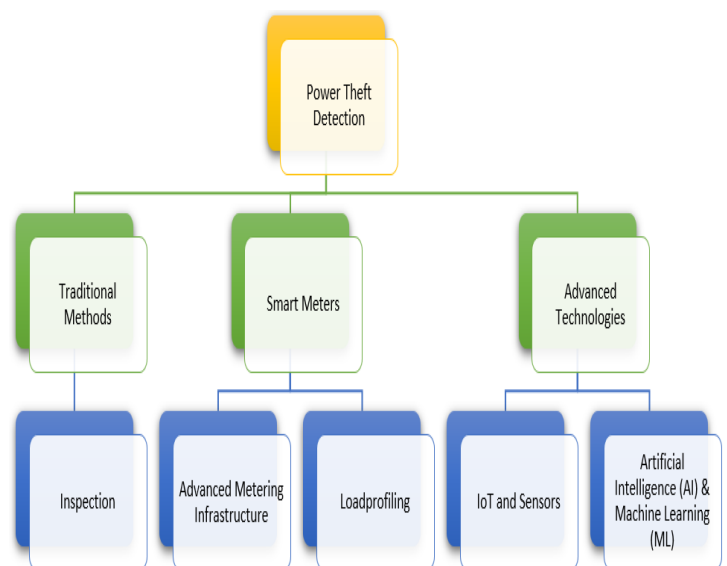 Power Theft
Detection
Traditional
Methods
Smart Meters
Advanced
Technologies
Inspection
Advanced Metering
Infrastructure
Loadprofiling
IoT and Sensors
Artificial
Intelligence (AI) &
Machine Learning
(ML)